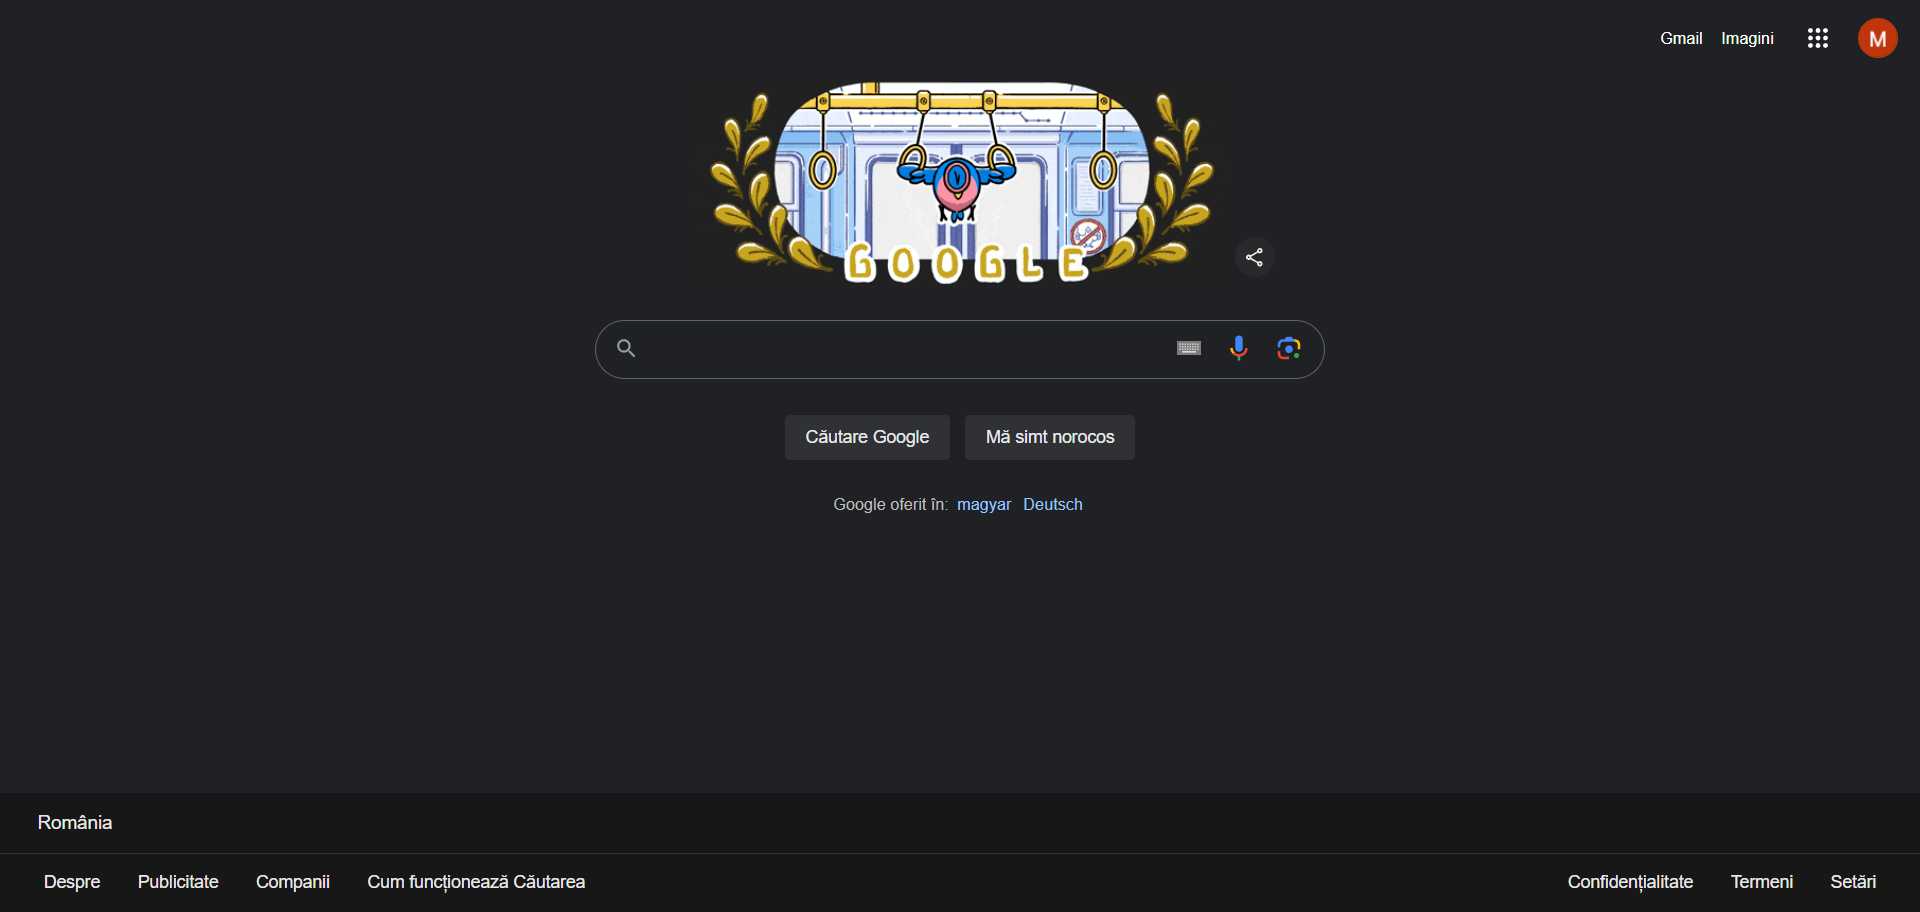 Gmail Imagini M
GOOGLE
Căutare Google Mă simt norocos
Google oferit în: magyar Deutsch
România
Despre Publicitate Companii Cum funcționează Căutarea Confidențialitate Termeni Setări